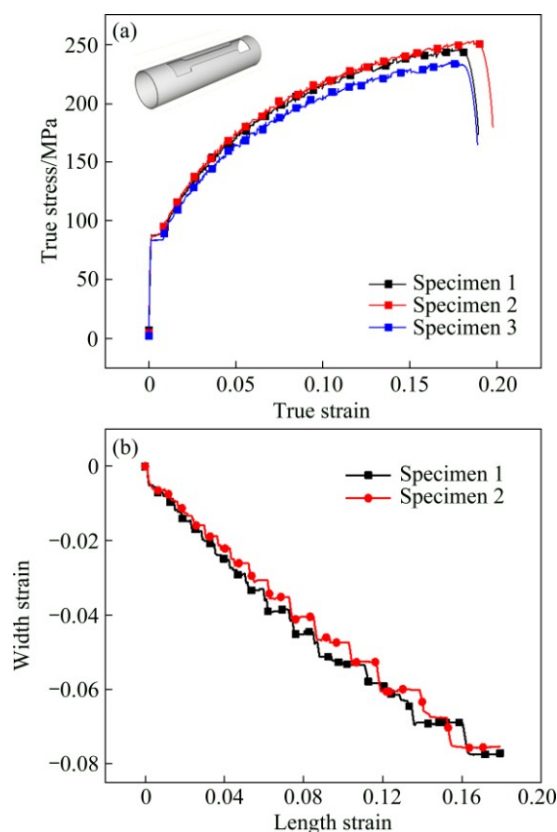 (a)
250
200
150
100
50
0
True stress/MPa
Specimen 1
Specimen 2
Specimen 3
0 0.05 0.10 0.15 0.20
True strain
(b)
0
−0.02
−0.04
−0.06
−0.08
Width strain
Specimen 1
Specimen 2
0 0.04 0.08 0.12 0.16 0.20
Length strain